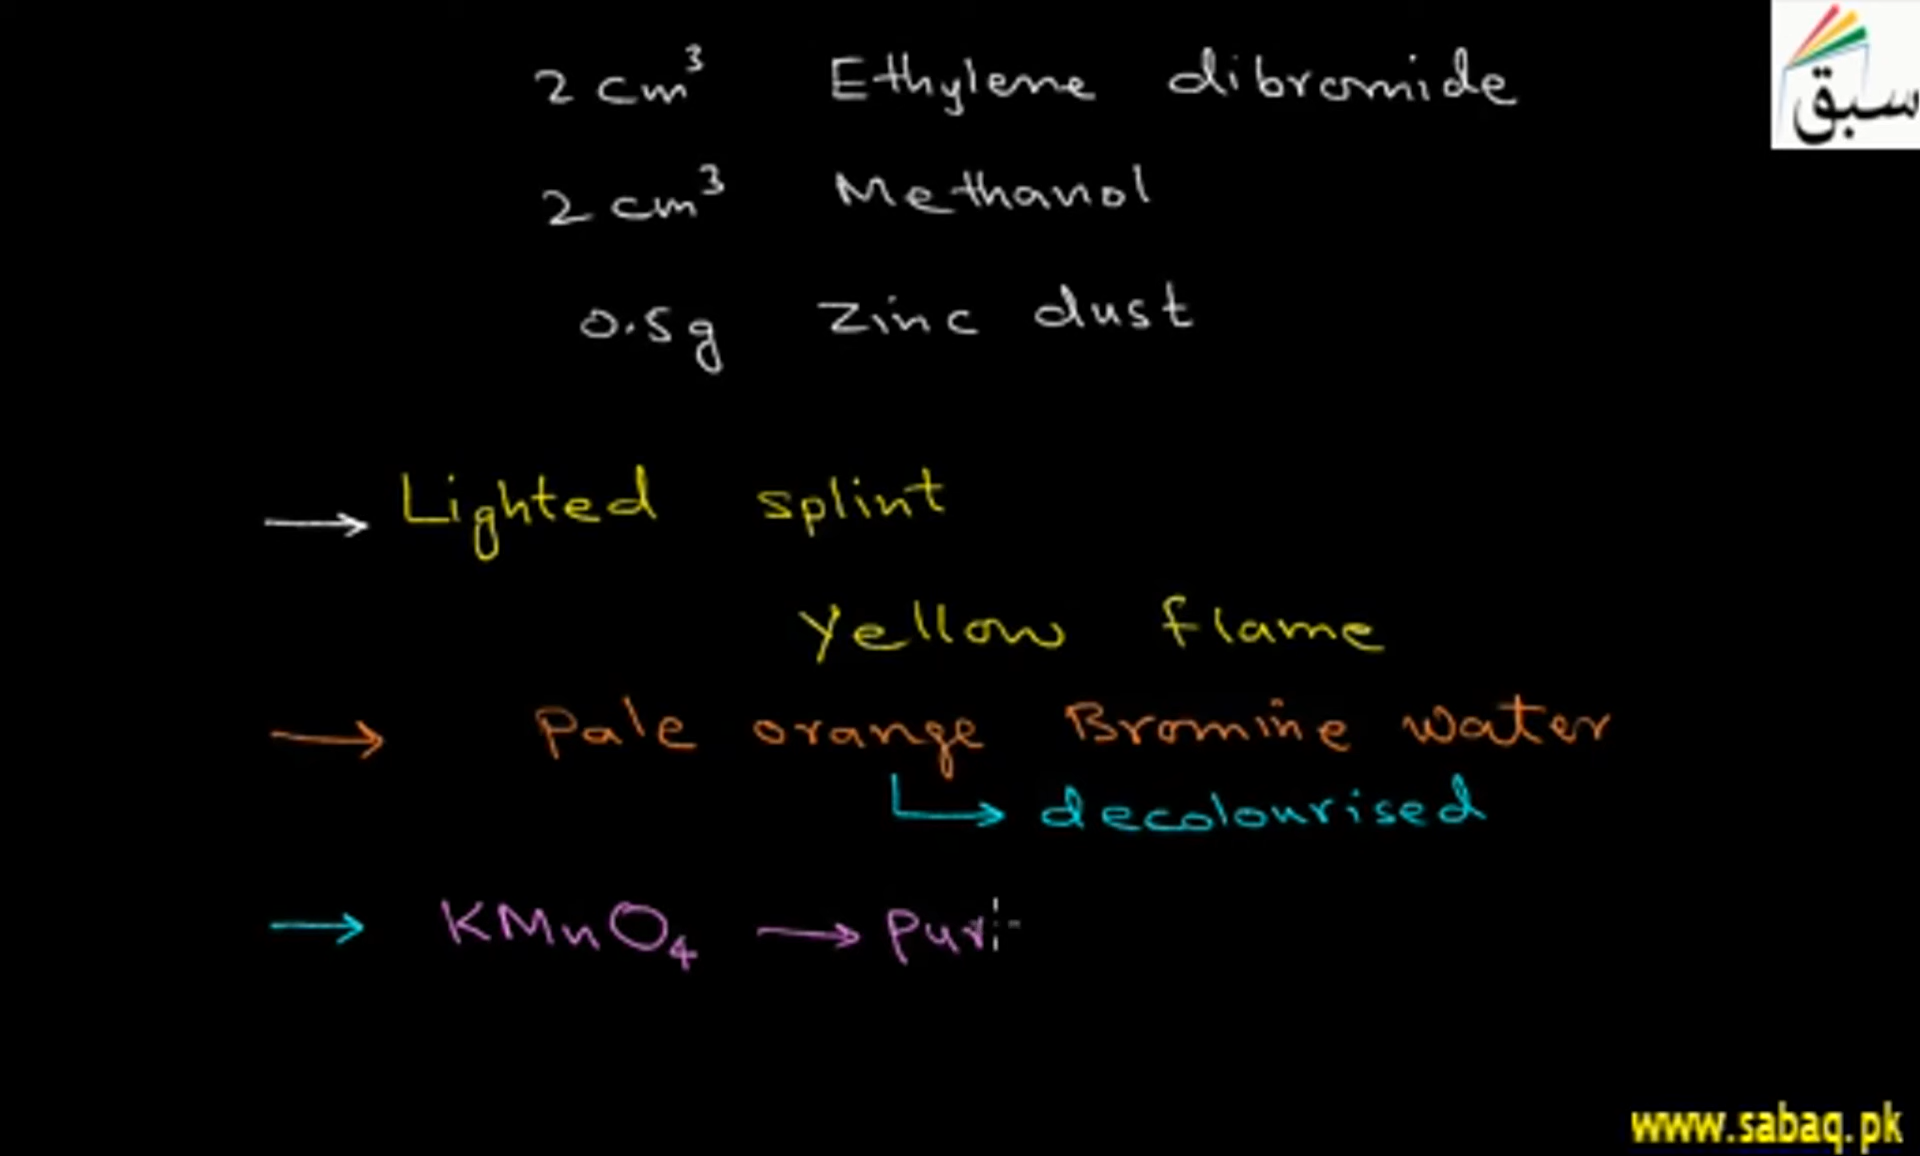 2 cm³ Ethylene dibromide
سبق
2 cm³ Methanol
0.5g Zinc dust
→ Lighted splint
Yellow flame
→ Pale orange Bromine water
↳ decolourised
→ KMnO₄ → Pur
www.sabaq.pk